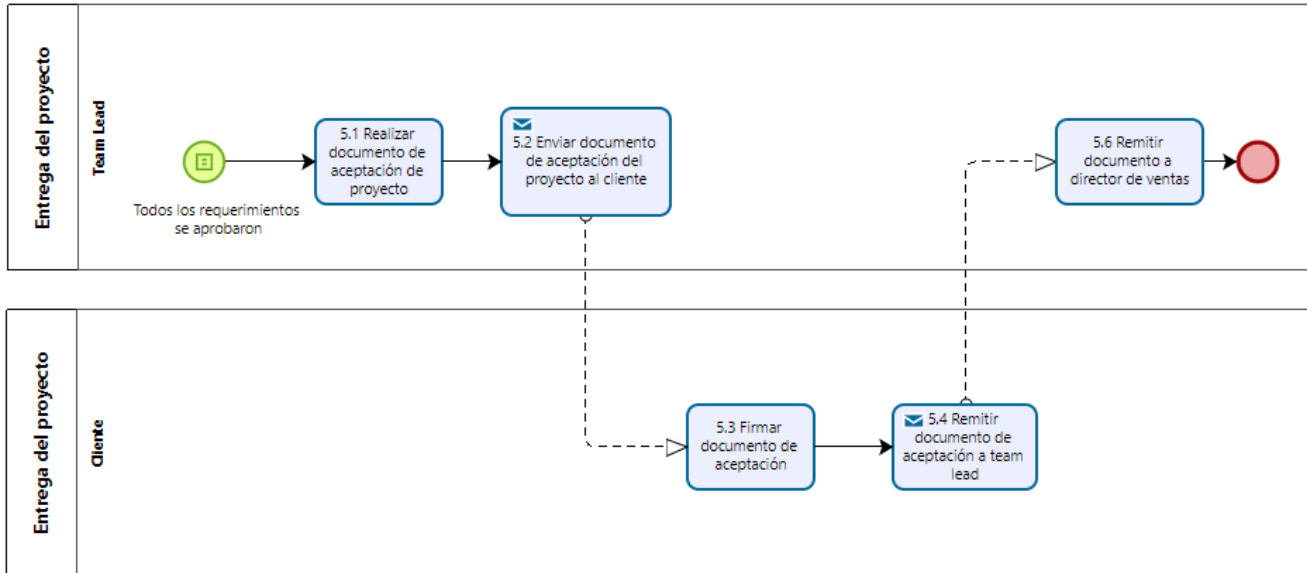 Entrega del proyecto
Team Lead
Todos los requerimientos
se aprobaron
5.1 Realizar
documento de
aceptación de
proyecto
5.2 Enviar documento
de aceptación del
proyecto al cliente
5.6 Remitir
documento a
director de ventas
Entrega del proyecto
Cliente
5.3 Firmar
documento de
aceptación
5.4 Remitir
documento de
aceptación a team
lead